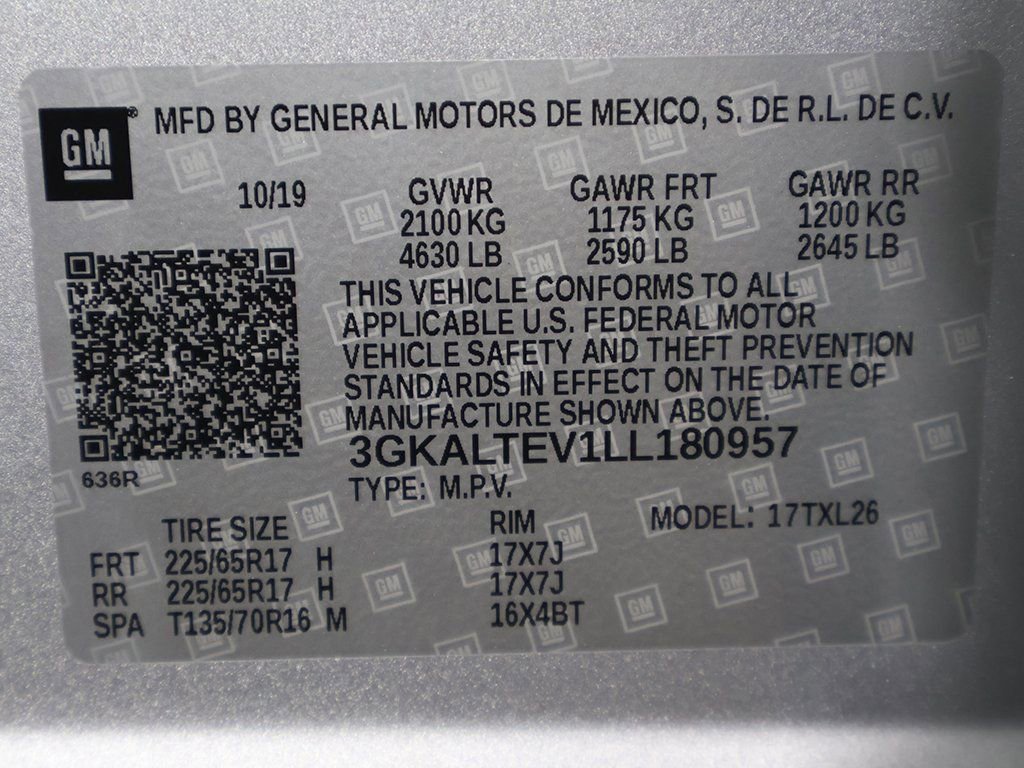 GM® MFD BY GENERAL MOTORS DE MEXICO, S. DE R.L. DE C.V.
10/19 GVWR GAWR FRT GAWR RR
2100 KG 1175 KG 1200 KG
4630 LB 2590 LB 2645 LB
THIS VEHICLE CONFORMS TO ALL
APPLICABLE U.S. FEDERAL MOTOR
VEHICLE SAFETY AND THEFT PREVENTION
STANDARDS IN EFFECT ON THE DATE OF
MANUFACTURE SHOWN ABOVE.
3GKALTEV1LL180957
636R
TYPE: M.P.V.
TIRE SIZE RIM MODEL: 17TXL26
FRT 225/65R17 H 17X7J
RR 225/65R17 H 17X7J
SPA T135/70R16 M 16X4BT